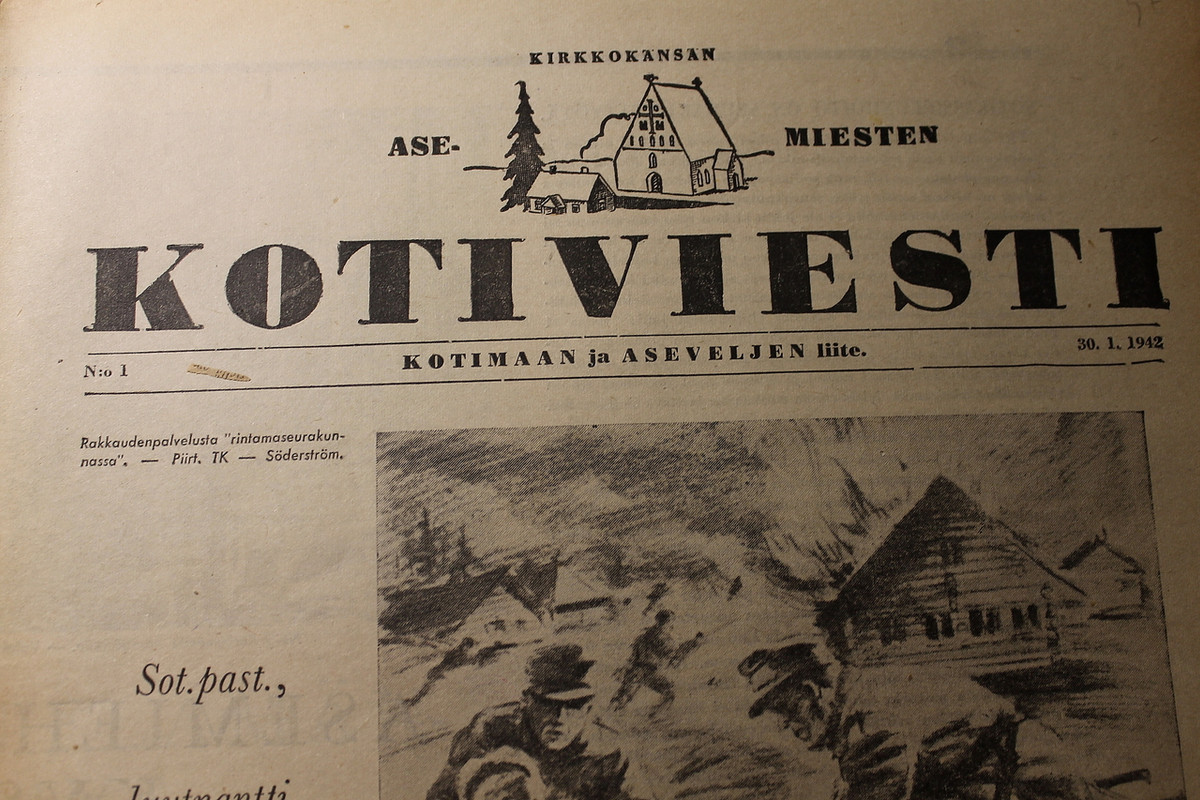 KIRKKOKANSAN
ASE- MIESTEN
KOTIVIESTI
N:o 1 KOTIMAAN ja ASEVELJEN liite. 30. 1. 1942
Rakkaudenpalvelusta "rintamaseurakun-
nassa". — Piirt. TK — Söderström.
Sot.past.,
luutnantti